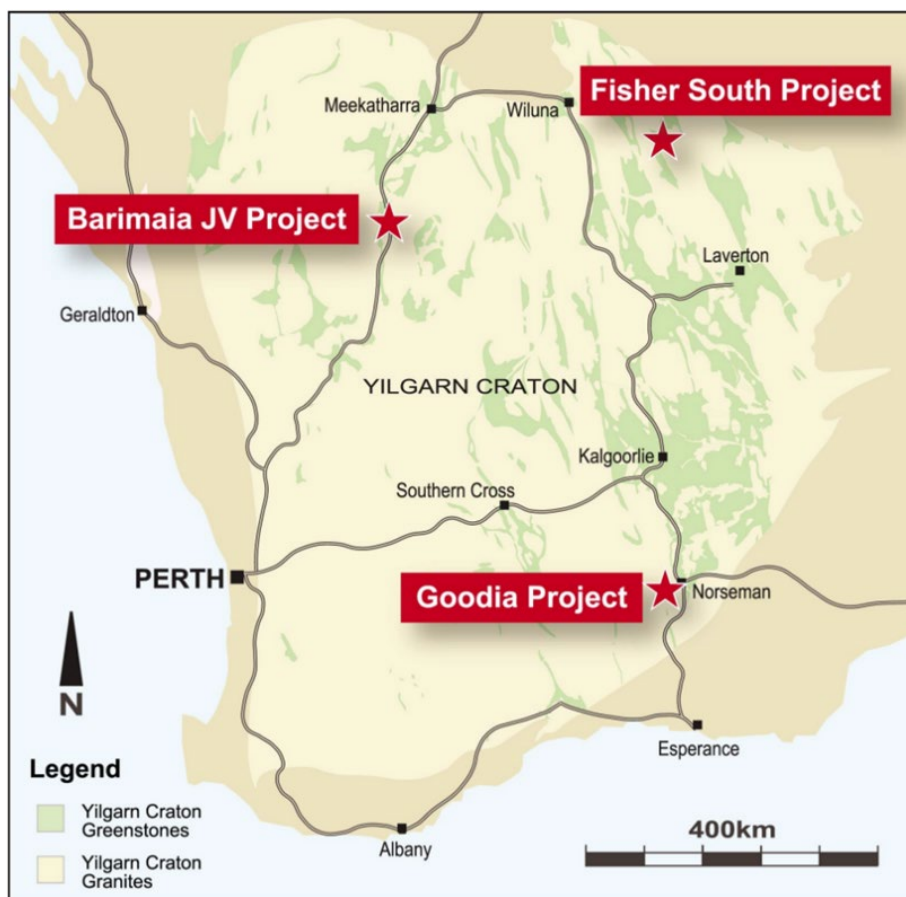 Fisher South Project
Meekatharra
Wiluna
Barimaia JV Project
Laverton
Geraldton
YILGARN CRATON
Kalgoorlie
Southern Cross
PERTH
Goodia Project
Norseman
N
Esperance
Legend
Yilgarn Craton
Greenstones
Yilgarn Craton
Granites
Albany
400km